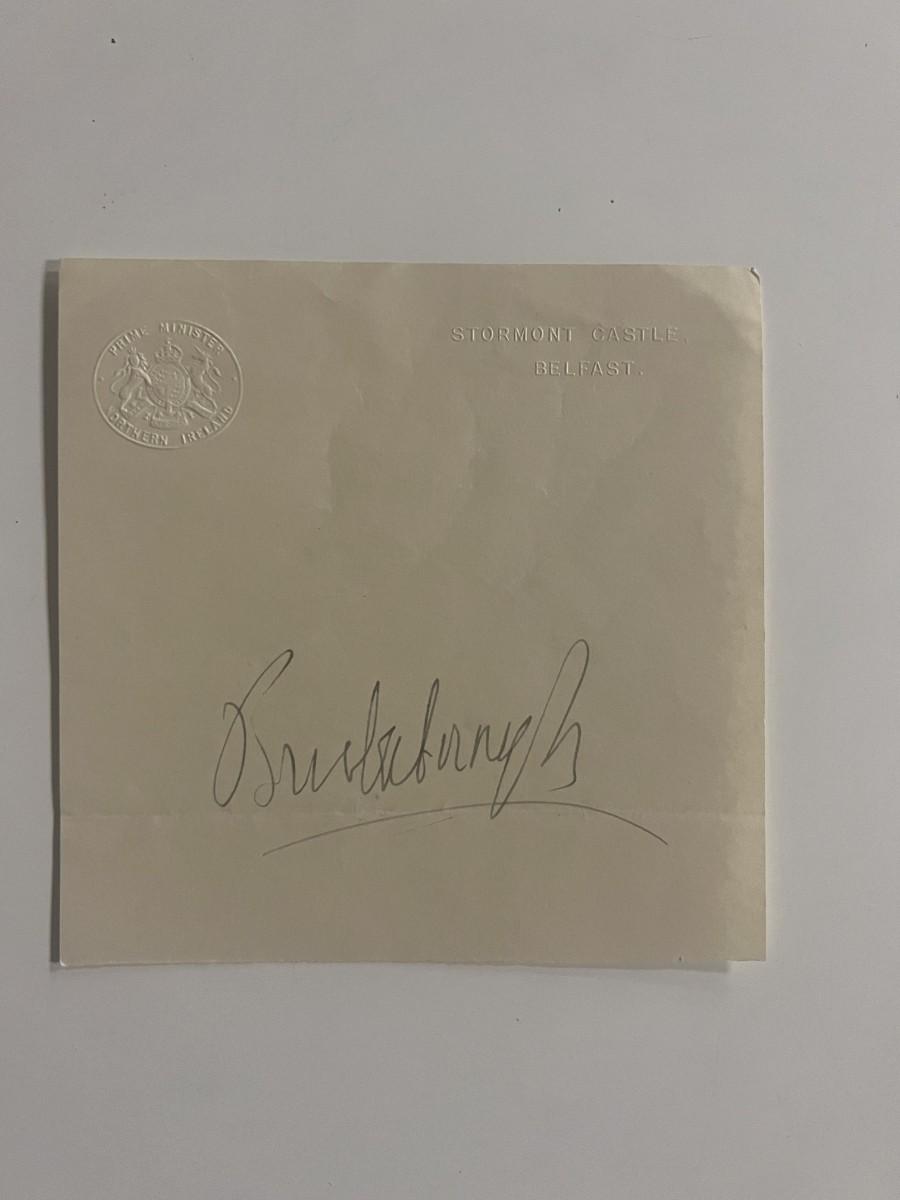 PRIME MINISTER
NORTHERN IRELAND
STORMONT CASTLE,
BELFAST.
Brookeborough